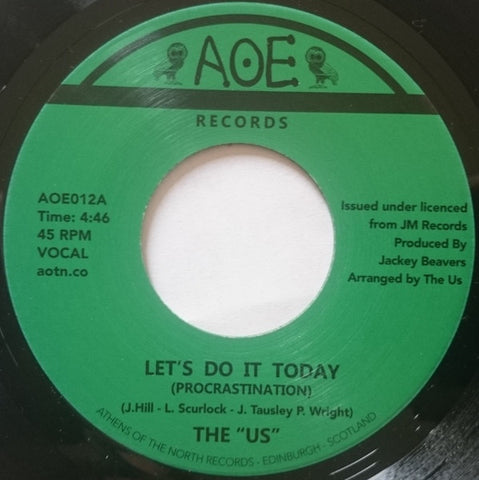 AOE
RECORDS
AOE012A
Time: 4:46
45 RPM
VOCAL
aotn.co
Issued under licenced
from JM Records
Produced By
Jackey Beavers
Arranged by The Us
LET'S DO IT TODAY
(PROCRASTINATION)
(J.Hill - L. Scurlock - J. Tausley P. Wright)
THE "US"
ATHENS OF THE NORTH RECORDS - EDINBURGH - SCOTLAND